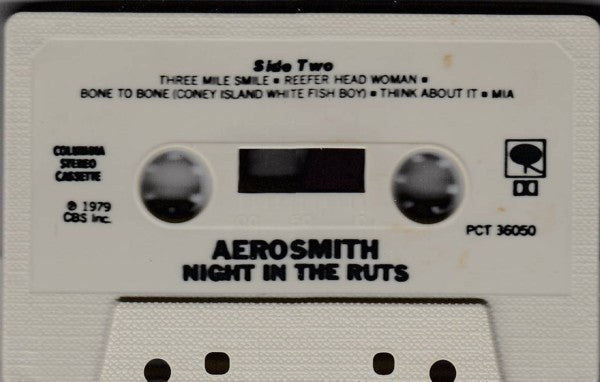 Side Two
THREE MILE SMILE ■ REEFER HEAD WOMAN ■
BONE TO BONE (CONEY ISLAND WHITE FISH BOY) ■ THINK ABOUT IT ■ MIA
COLUMBIA
STEREO
CASSETTE
℗ 1979
CBS Inc.
PCT 36050
AEROSMITH
NIGHT IN THE RUTS